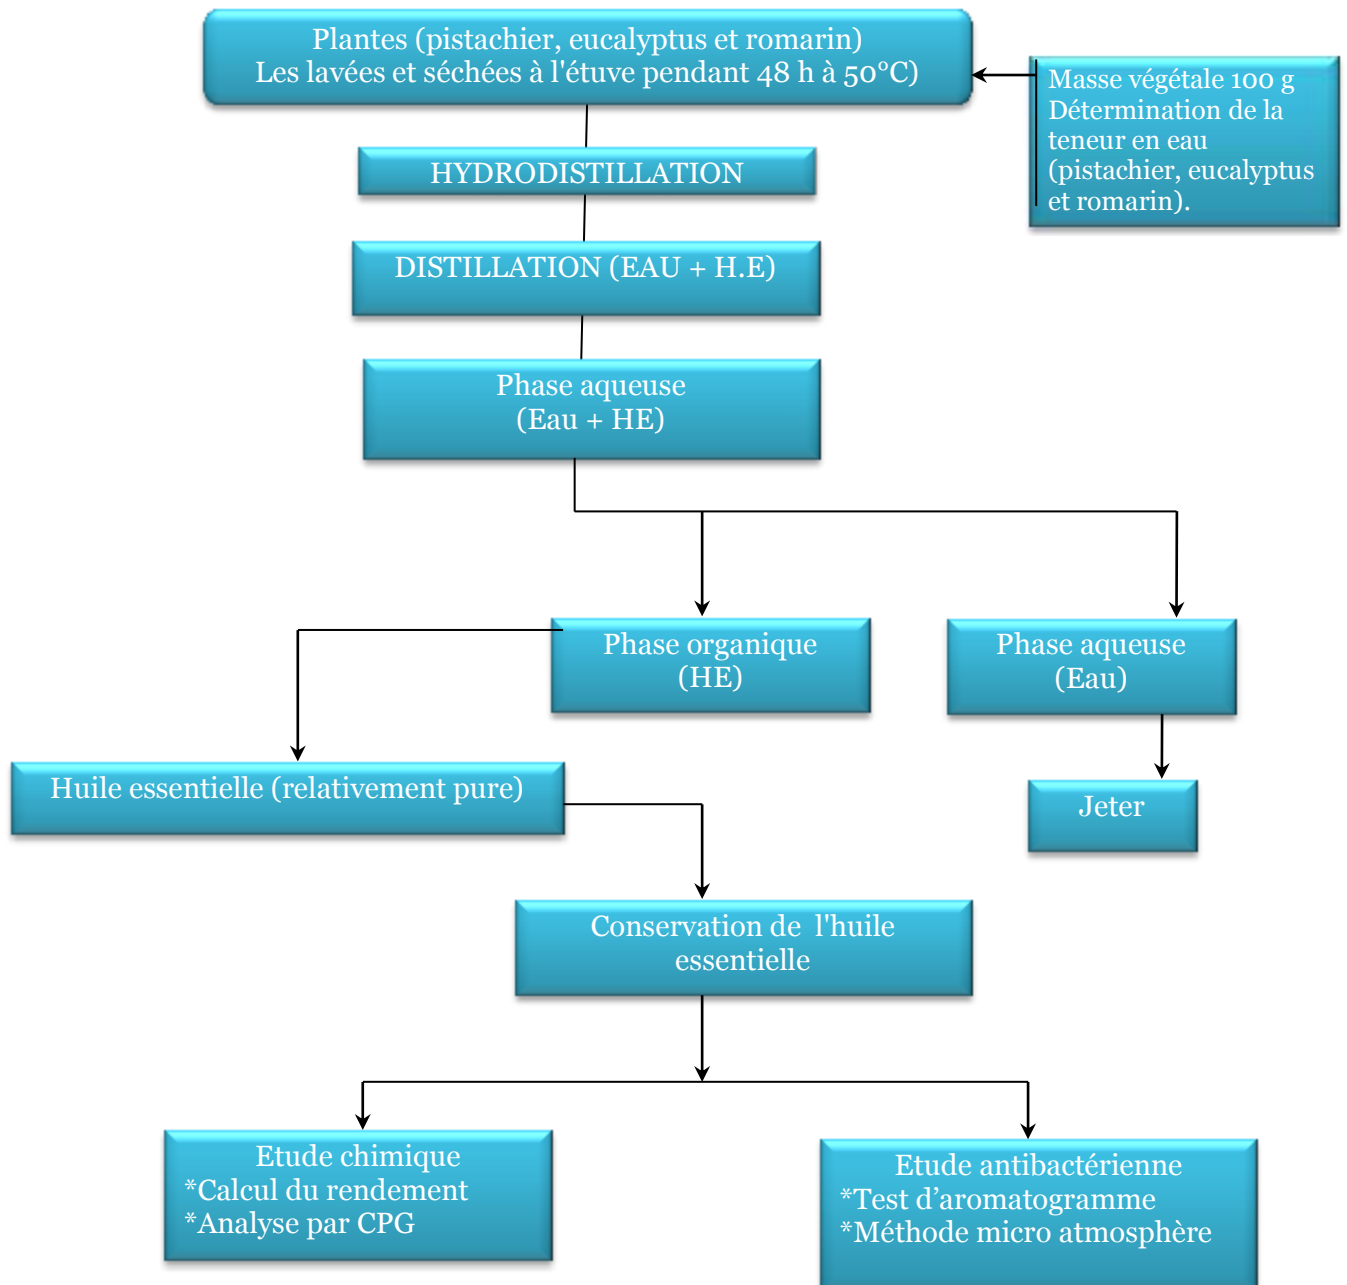 Plantes (pistachier, eucalyptus et romarin)
Les lavées et séchées à l'étuve pendant 48 h à 50°C)
Masse végétale 100 g
Détermination de la
teneur en eau
(pistachier, eucalyptus
et romarin).
HYDRODISTILLATION
DISTILLATION (EAU + H.E)
Phase aqueuse
(Eau + HE)
Phase organique
(HE)
Phase aqueuse
(Eau)
Huile essentielle (relativement pure)
Jeter
Conservation de l'huile
essentielle
Etude chimique
*Calcul du rendement
*Analyse par CPG
Etude antibactérienne
*Test d’aromatogramme
*Méthode micro atmosphère